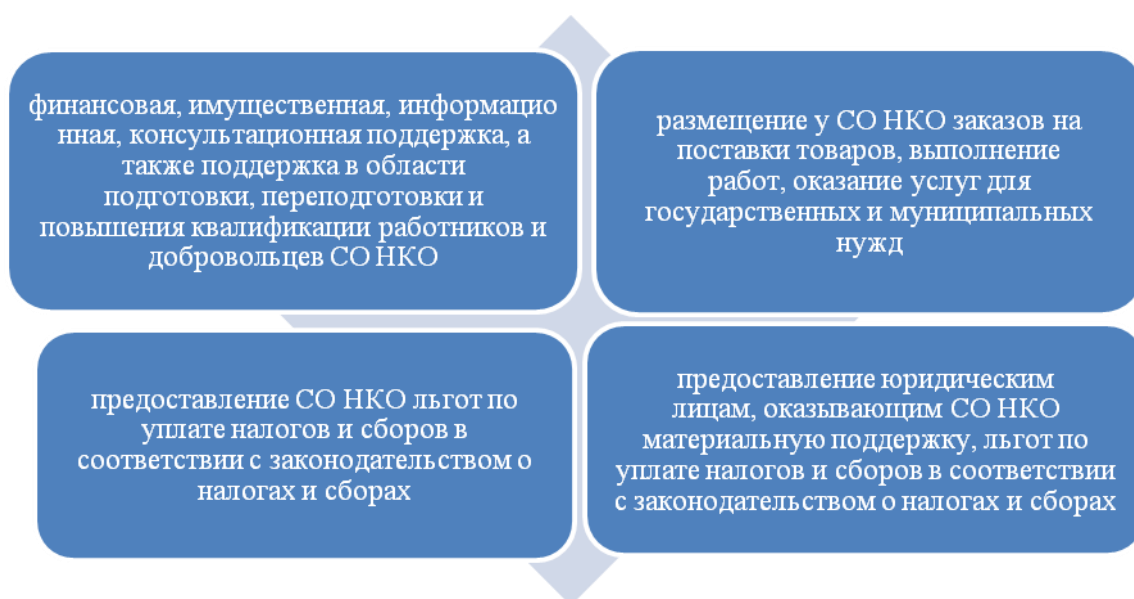 финансовая, имущественная, информацио
нная, консультационная поддержка, а
также поддержка в области
подготовки, переподготовки и
повышения квалификации работников и
добровольцев СО НКО
размещение у СО НКО заказов на
поставки товаров, выполнение
работ, оказание услуг для
государственных и муниципальных
нужд
предоставление СО НКО льгот по
уплате налогов и сборов в
соответствии с законодательством о
налогах и сборах
предоставление юридическим
лицам, оказывающим СО НКО
материальную поддержку, льгот по
уплате налогов и сборов в соответствии
с законодательством о налогах и сборах